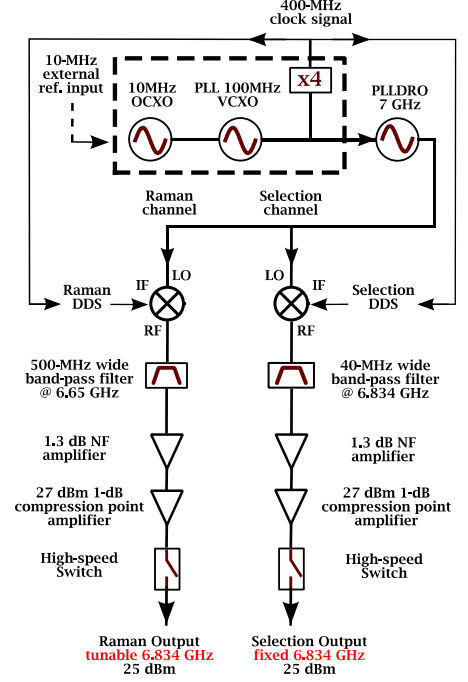 400-MHz
clock signal
10-MHz
external
ref. input
10MHz
OCXO
PLL 100MHz
VCXO
x4
PLLDRO
7 GHz
Raman
channel
Selection
channel
LO
IF
RF
Raman
DDS
LO
IF
RF
Selection
DDS
500-MHz wide
band-pass filter
@ 6.65 GHz
40-MHz wide
band-pass filter
@ 6.834 GHz
1.3 dB NF
amplifier
1.3 dB NF
amplifier
27 dBm 1-dB
compression point
amplifier
27 dBm 1-dB
compression point
amplifier
High-speed
Switch
High-speed
Switch
Raman Output
tunable 6.834 GHz
25 dBm
Selection Output
fixed 6.834 GHz
25 dBm